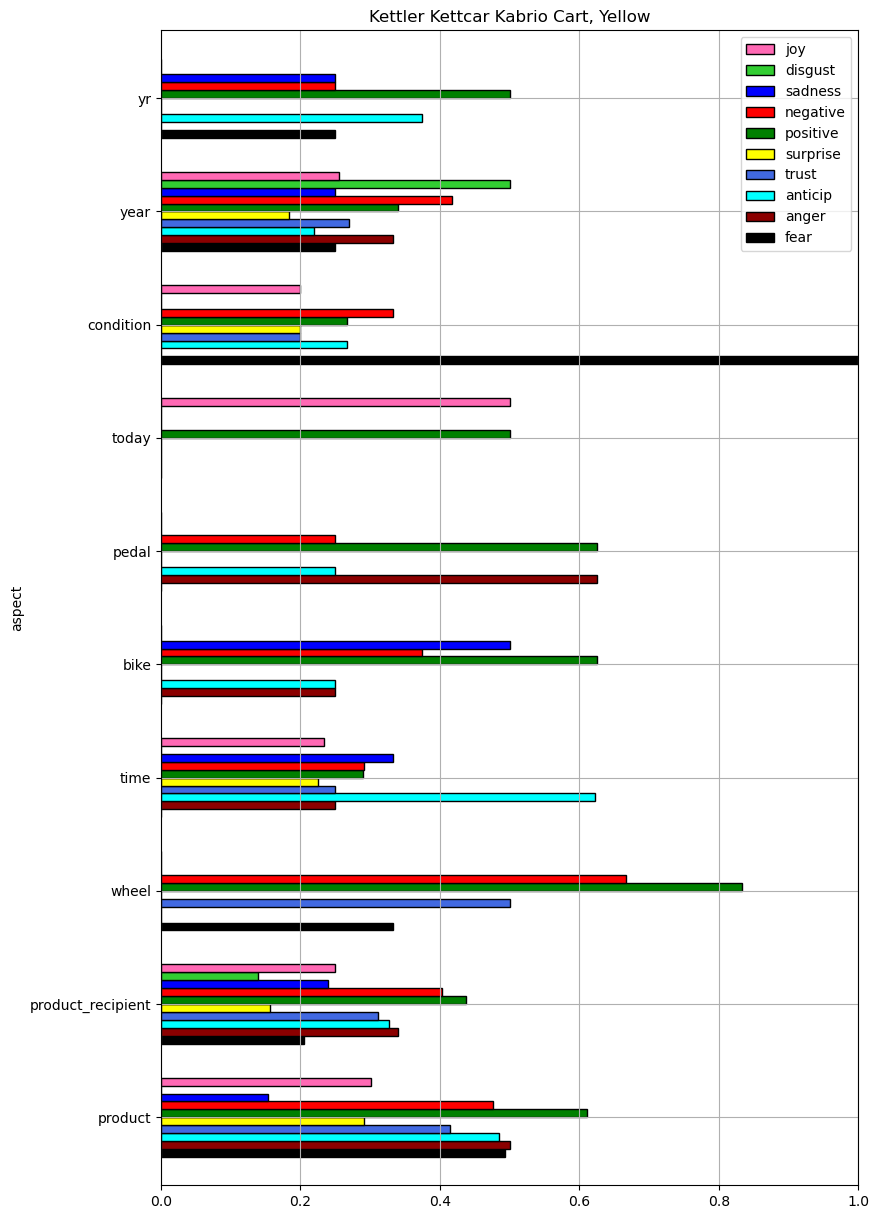 Kettler Kettcar Kabrio Cart, Yellow
joy
disgust
sadness
negative
positive
surprise
trust
anticip
anger
fear
yr
year
condition
today
pedal
bike
time
wheel
product_recipient
product
aspect
0.0 0.2 0.4 0.6 0.8 1.0